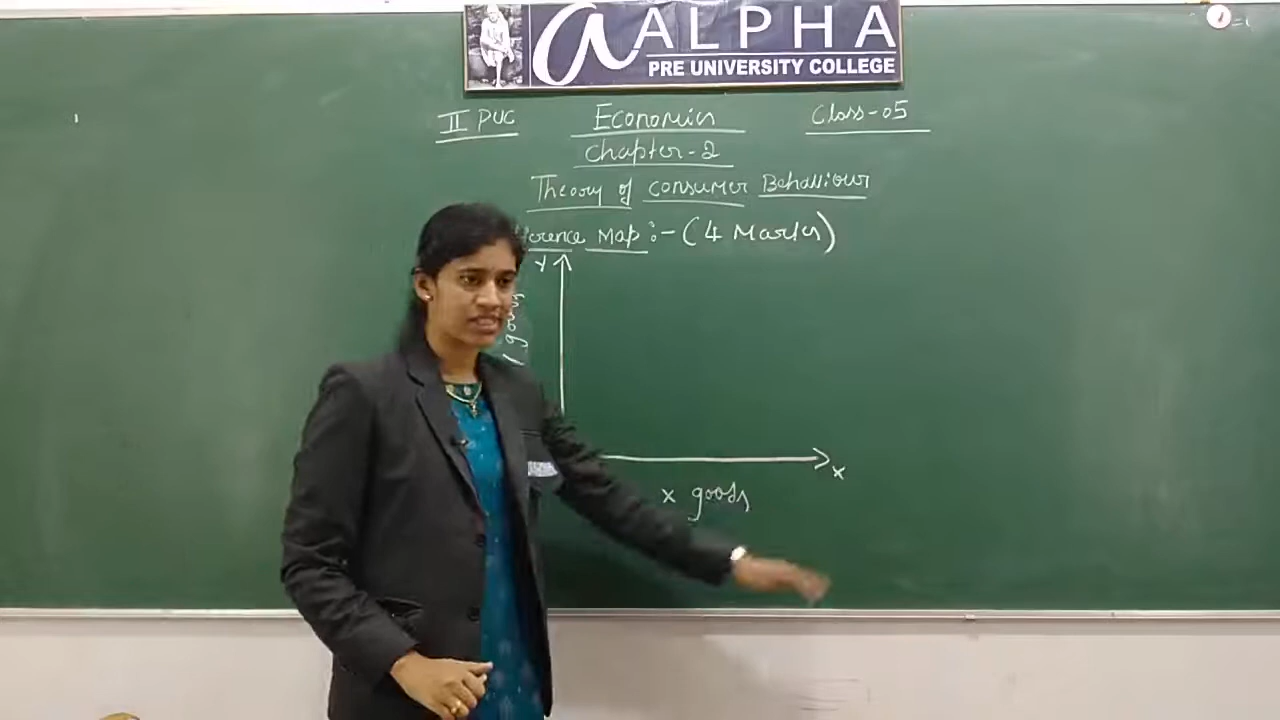 ALPHA
PRE UNIVERSITY COLLEGE
II PUC Economics Class-05
Chapter-2
Theory of consumer Behaviour
ference Map:-(4 Marks)
y
x
x goods